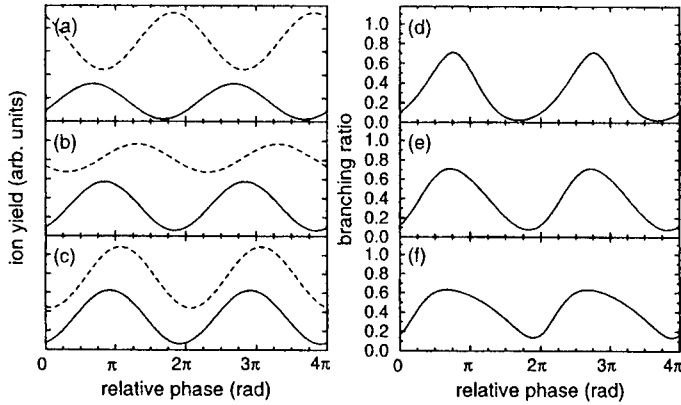 (a)
(b)
(c)
ion yield (arb. units)
0 π 2π 3π 4π
relative phase (rad)
(d)
1.0
0.8
0.6
0.4
0.2
0.0
(e)
1.0
0.8
0.6
0.4
0.2
0.0
(f)
1.0
0.8
0.6
0.4
0.2
0.0
branching ratio
0 π 2π 3π 4π
relative phase (rad)